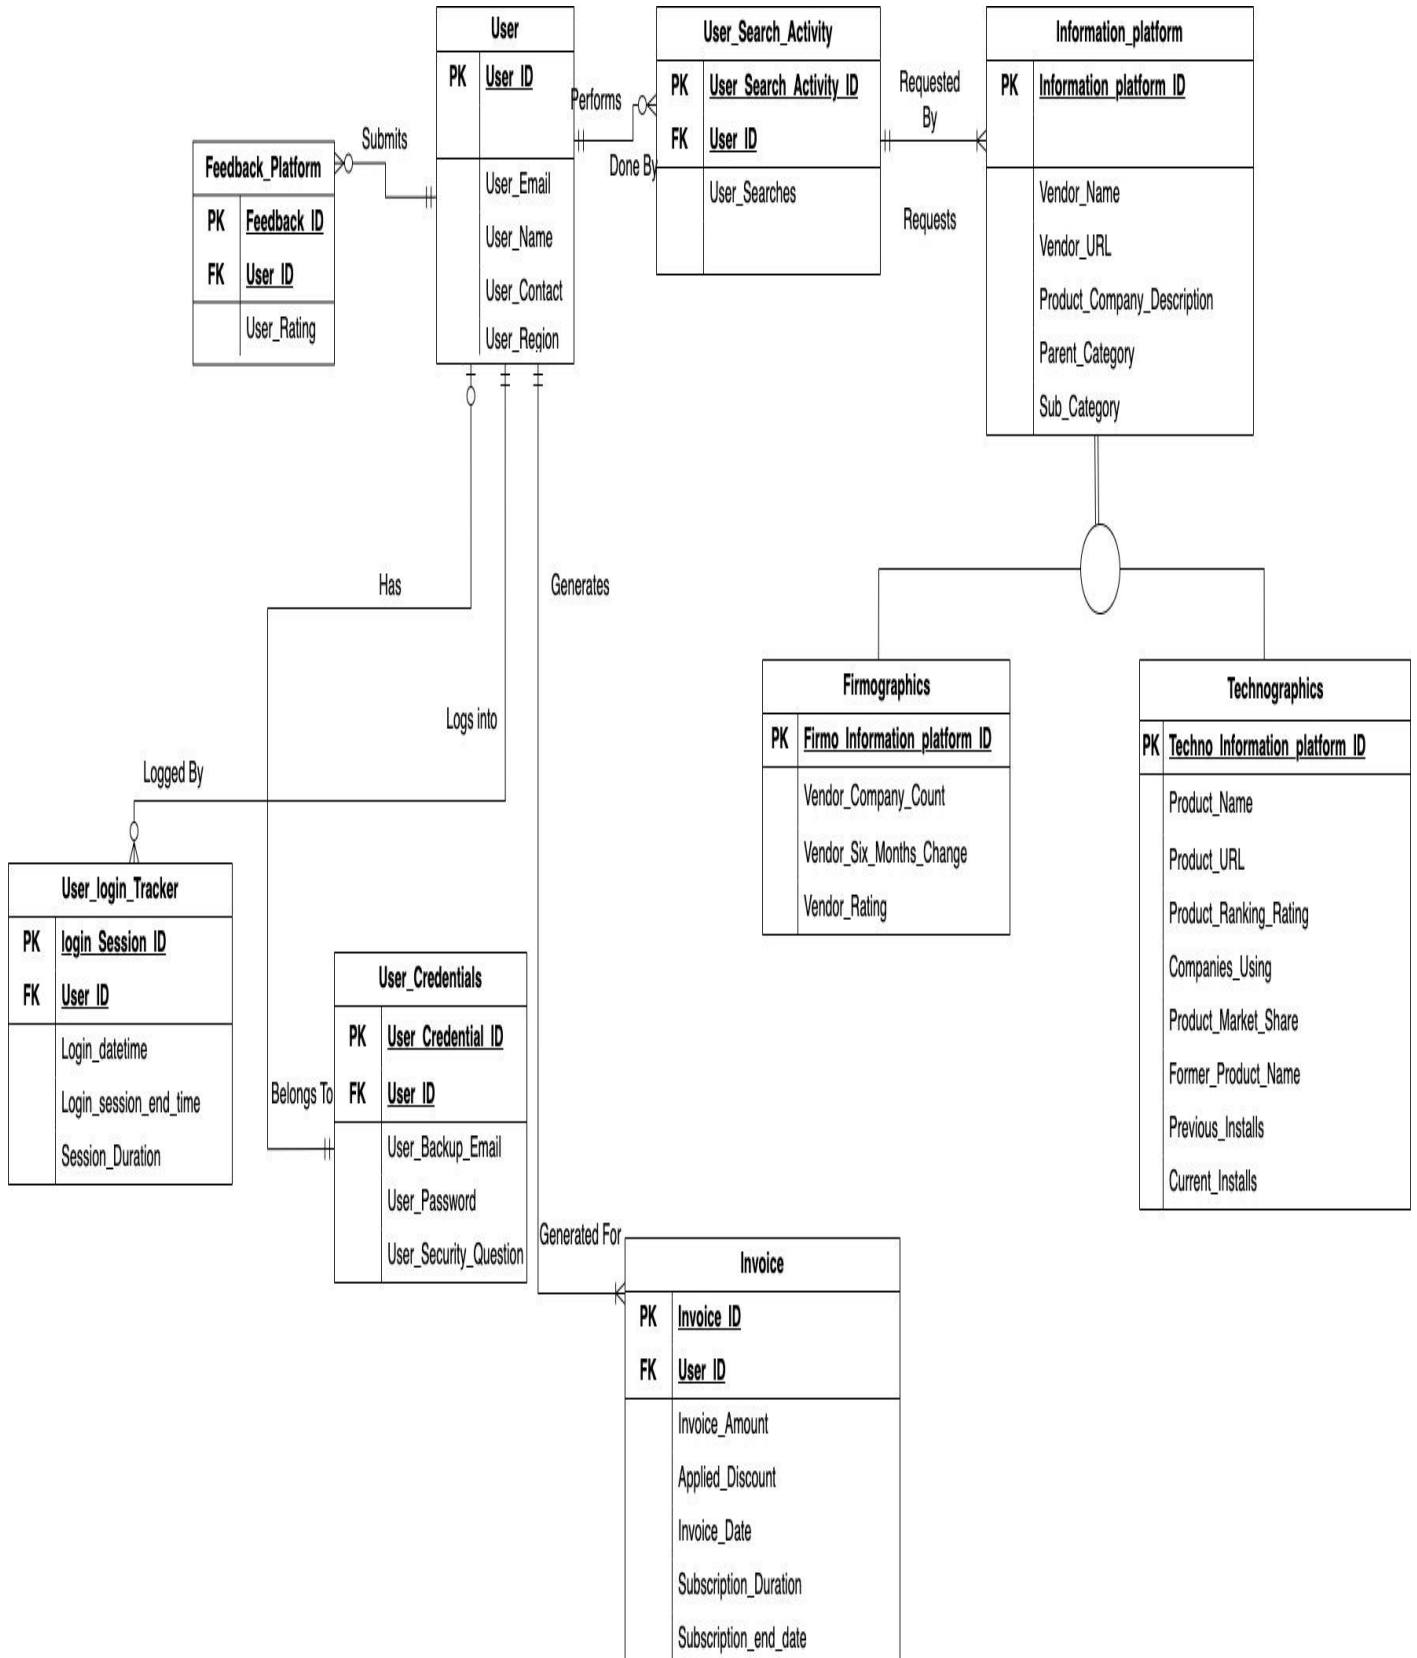 User
PK User_ID
User_Email
User_Name
User_Contact
User_Region
Performs
Done By
User_Search_Activity
PK User_Search_Activity_ID
FK User_ID
User_Searches
Requested
By
Requests
Information_platform
PK Information_platform_ID
Vendor_Name
Vendor_URL
Product_Company_Description
Parent_Category
Sub_Category
Submits
Feedback_Platform
PK Feedback_ID
FK User_ID
User_Rating
Has
Generates
Logs into
Logged By
Firmographics
PK Firmo_Information_platform_ID
Vendor_Company_Count
Vendor_Six_Months_Change
Vendor_Rating
Technographics
PK Techno_Information_platform_ID
Product_Name
Product_URL
Product_Ranking_Rating
Companies_Using
Product_Market_Share
Former_Product_Name
Previous_Installs
Current_Installs
User_login_Tracker
PK login_Session_ID
FK User_ID
Login_datetime
Login_session_end_time
Session_Duration
Belongs To
User_Credentials
PK User_Credential_ID
FK User_ID
User_Backup_Email
User_Password
User_Security_Question
Generated For
Invoice
PK Invoice_ID
FK User_ID
Invoice_Amount
Applied_Discount
Invoice_Date
Subscription_Duration
Subscription_end_date